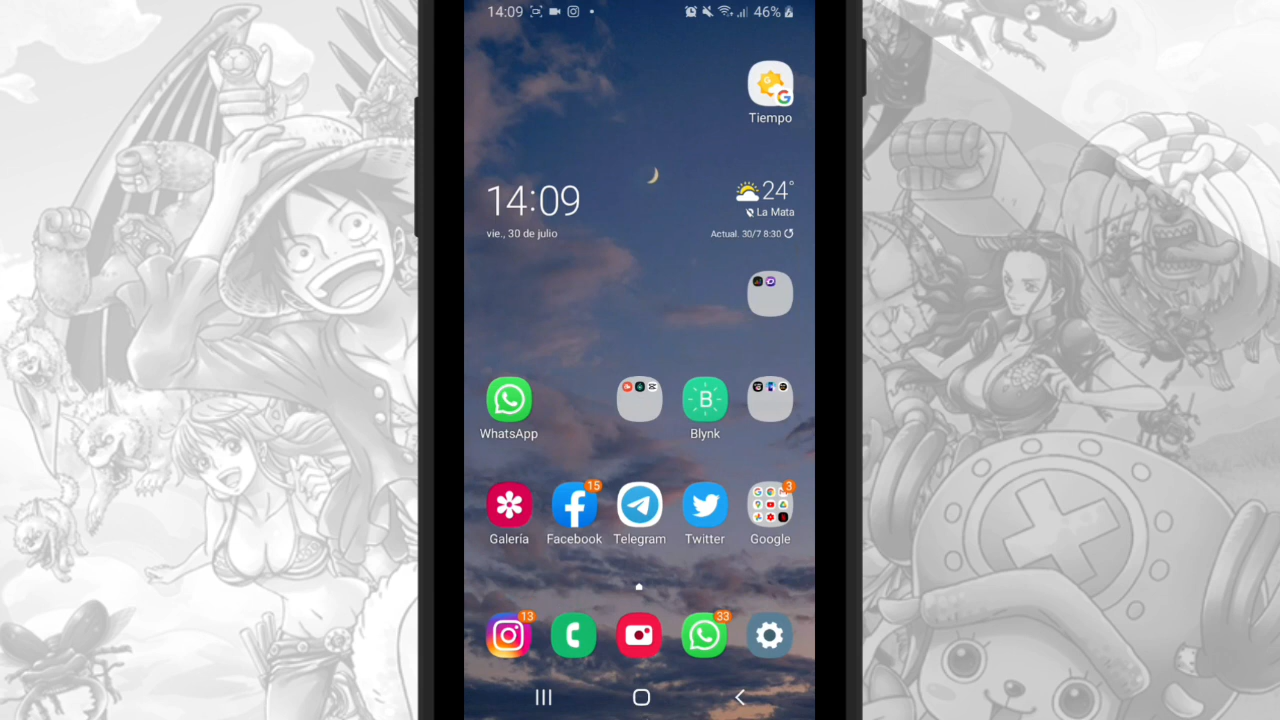 14:09
46%
Tiempo
14:09
24°
La Mata
vie., 30 de julio
Actual. 30/7 8:30
WhatsApp
B
Blynk
15
3
Galería
Facebook
Telegram
Twitter
Google
13
33